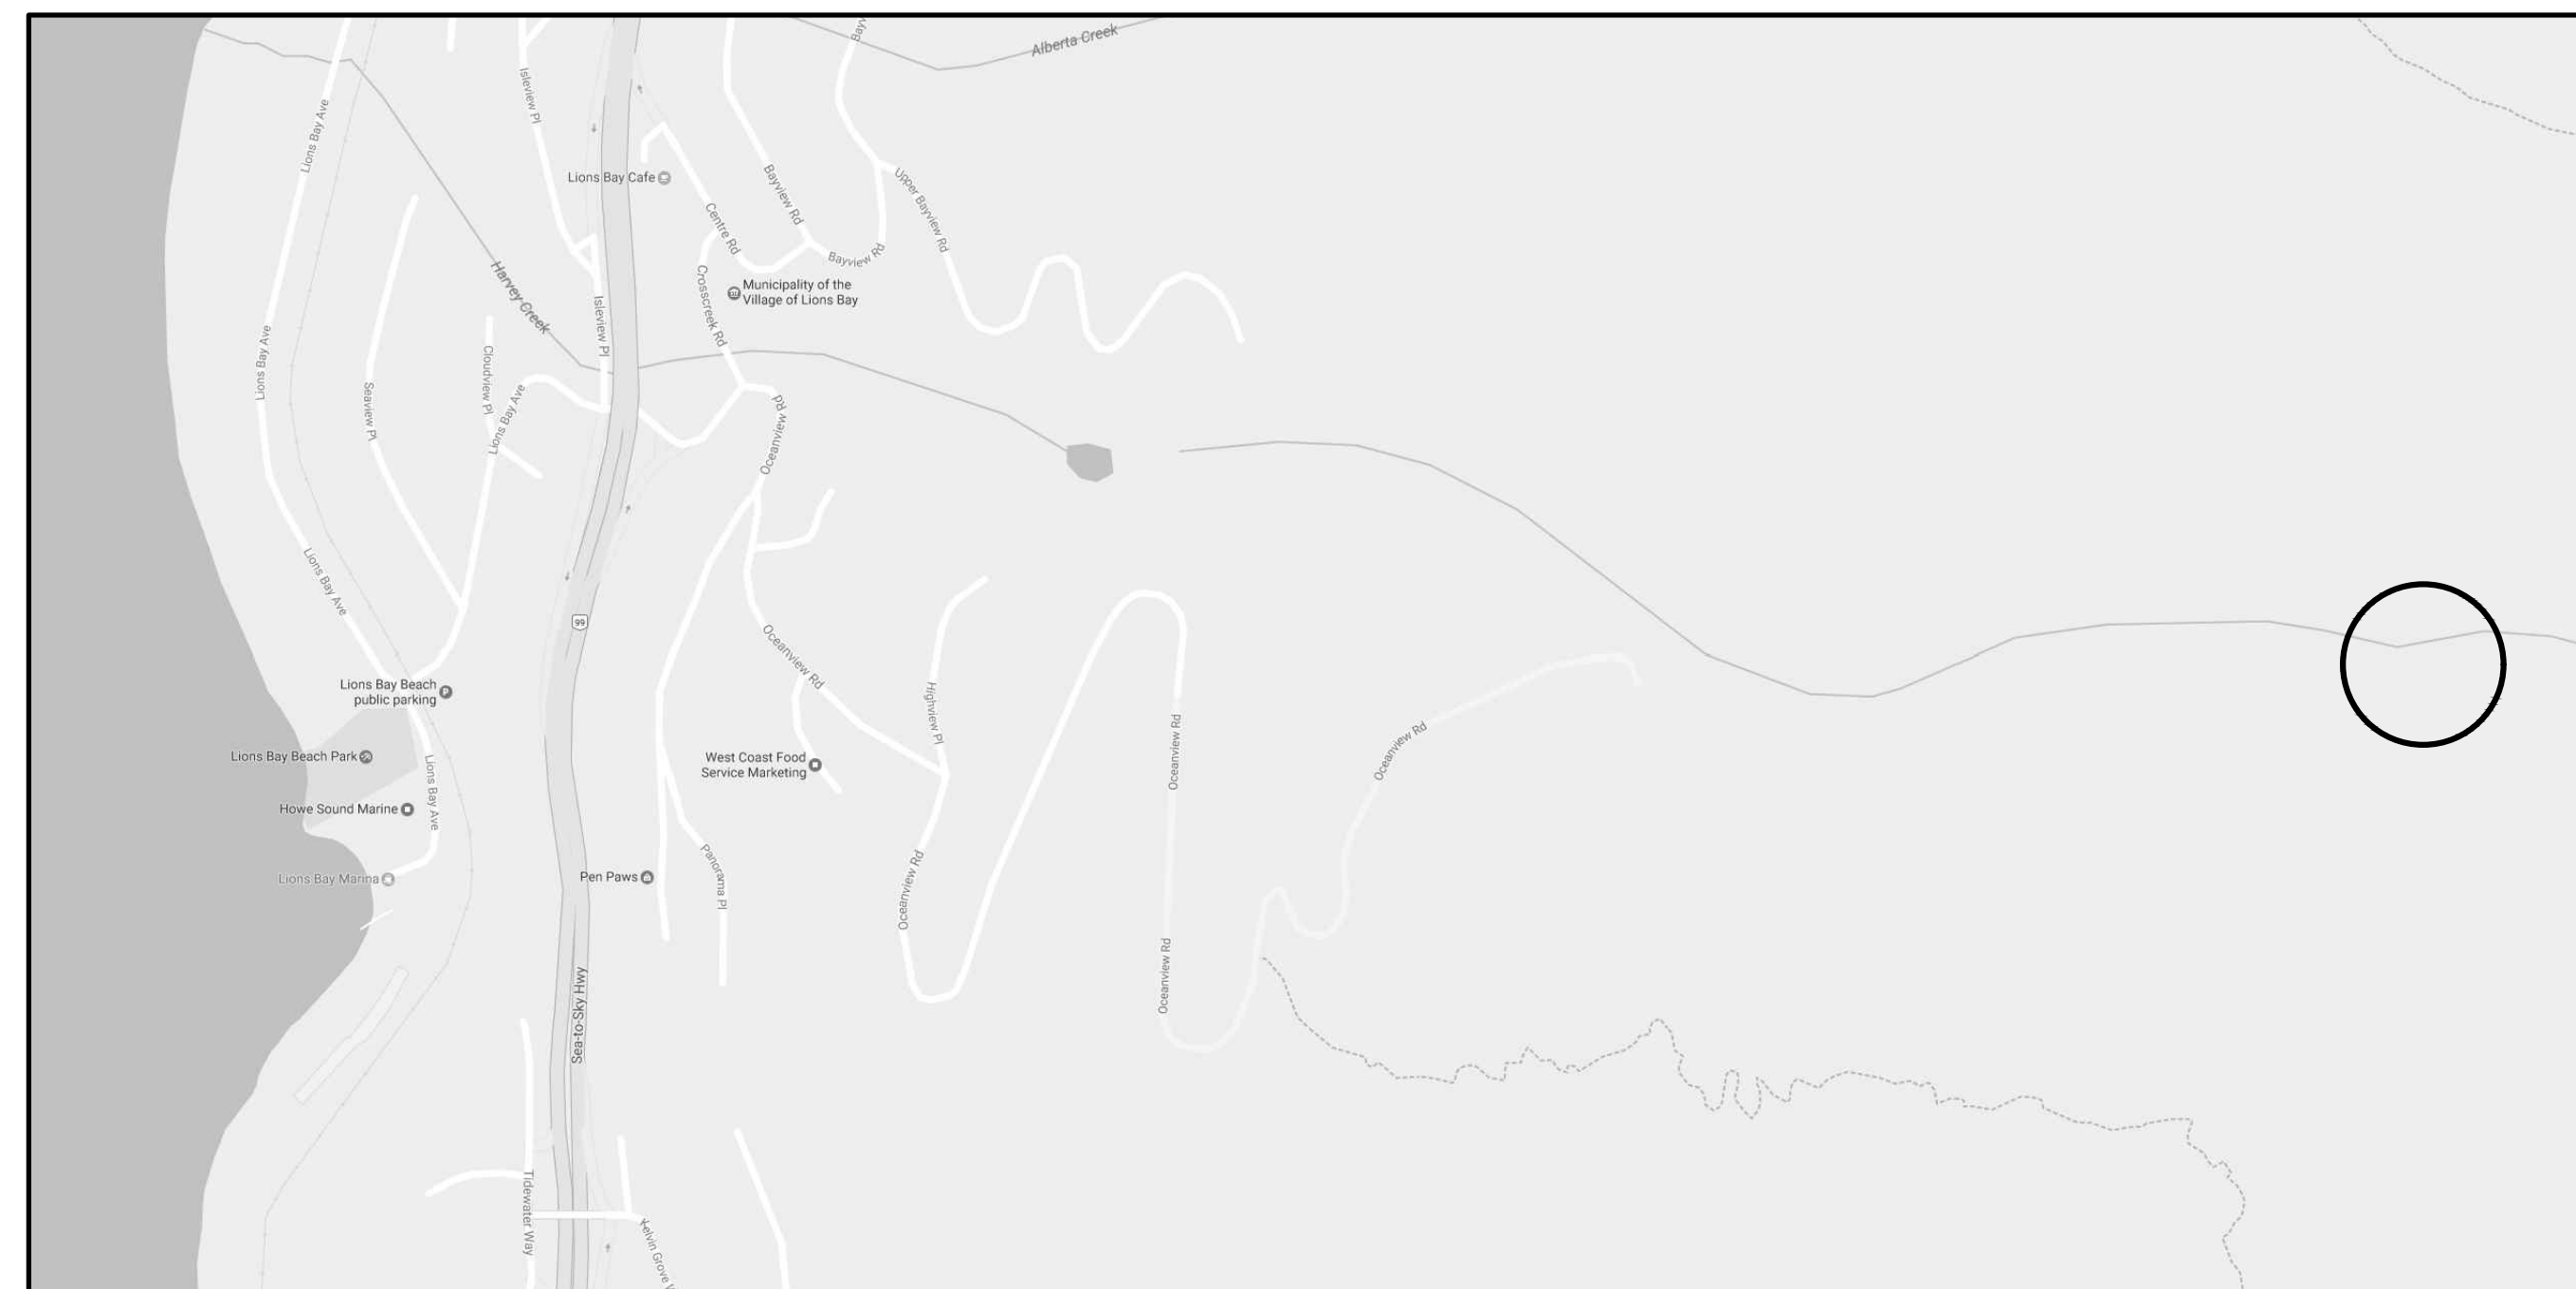 Alberta Creek
Lions Bay Ave
Isleview Pl
Lions Bay Cafe
Bayview Rd
Upper Bayview Rd
Centre Rd
Bayview Rd
Municipality of the
Village of Lions Bay
Harvey Creek
Crosscreek Rd
Isleview Pl
Lions Bay Ave
Cloudview Pl
Seaview Pl
Lions Bay Ave
Oceanview Rd
Lions Bay Ave
99
Oceanview Rd
Lions Bay Beach
public parking
P
Highview Pl
Oceanview Rd
Oceanview Rd
Lions Bay Beach Park
West Coast Food
Service Marketing
Lions Bay Ave
Howe Sound Marine
Lions Bay Marina
Pen Paws
Panorama Pl
Oceanview Rd
Oceanview Rd
Sea-to-Sky Hwy
Tidewater Way
Kelvin Grove